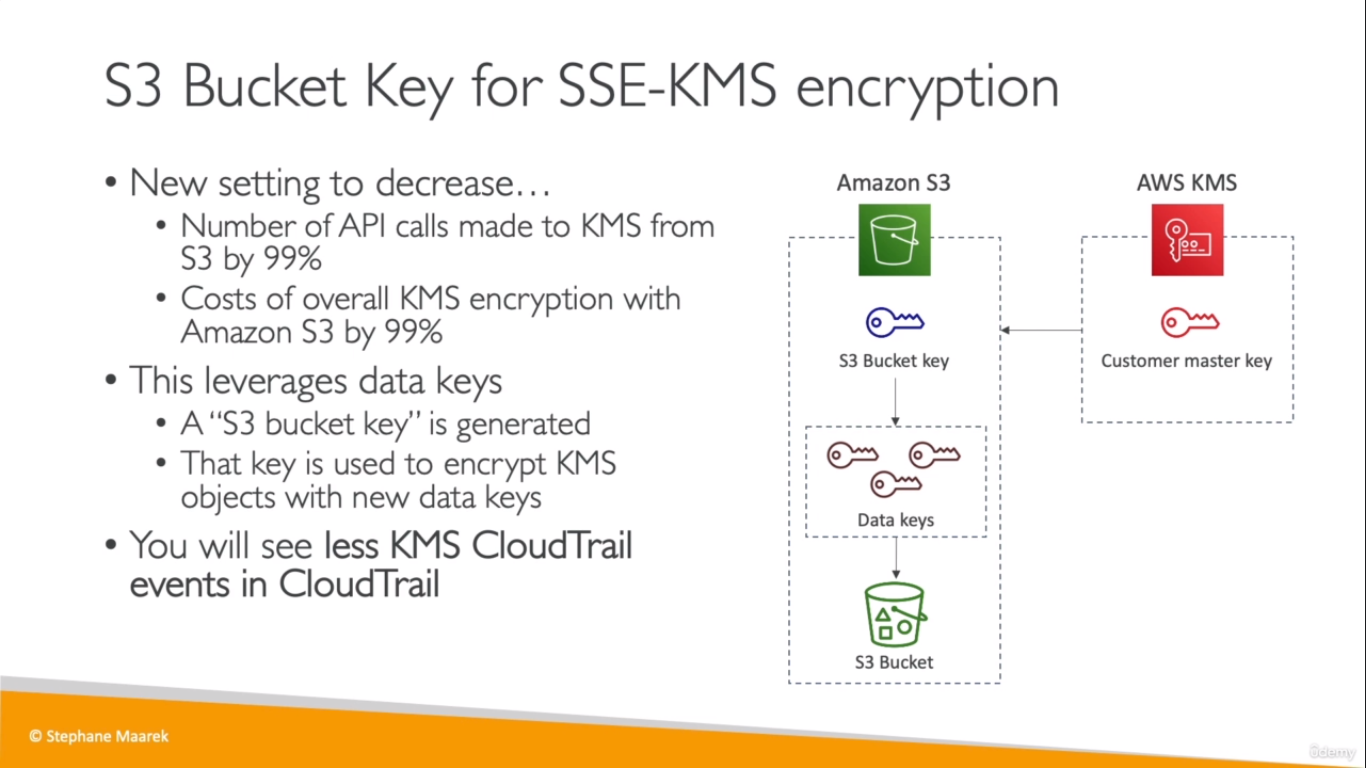 S3 Bucket Key for SSE-KMS encryption
• New setting to decrease…
• Number of API calls made to KMS from
S3 by 99%
• Costs of overall KMS encryption with
Amazon S3 by 99%
• This leverages data keys
• A “S3 bucket key” is generated
• That key is used to encrypt KMS
objects with new data keys
• You will see less KMS CloudTrail
events in CloudTrail
Amazon S3
AWS KMS
S3 Bucket key
Customer master key
Data keys
S3 Bucket
© Stephane Maarek
ûdemy